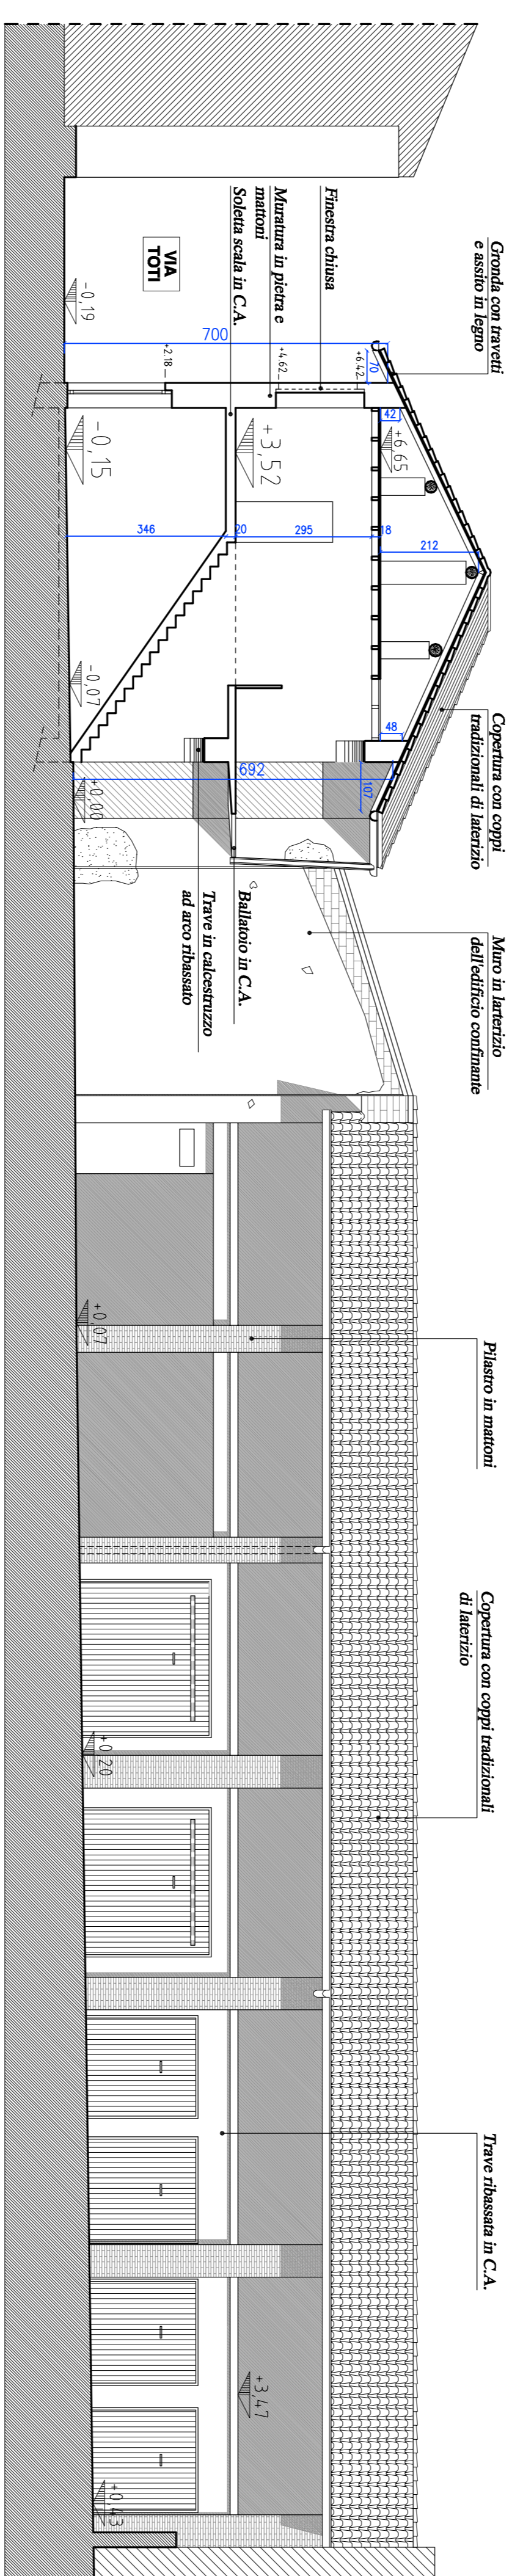 Gronda con travetti
e assito in legno
Copertura con coppi
tradizionali di laterizio
Muro in larterizio
dell'edificio confinante
Pilastro in mattoni
Copertura con coppi tradizionali
di laterizio
Trave ribassata in C.A.
Finestra chiusa
Muratura in pietra e
mattoni
Soletta scala in C.A.
VIA
TOTI
Ballatoio in C.A.
Trave in calcestruzzo
ad arco ribassato
700
70
42
212
48
107
+6.42
+4.62
+2.18
+6,65
+3,52
18
295
20
346
692
-0,19
-0,15
-0,07
+0,00
+0,07
+0,20
+3,47
+0,43